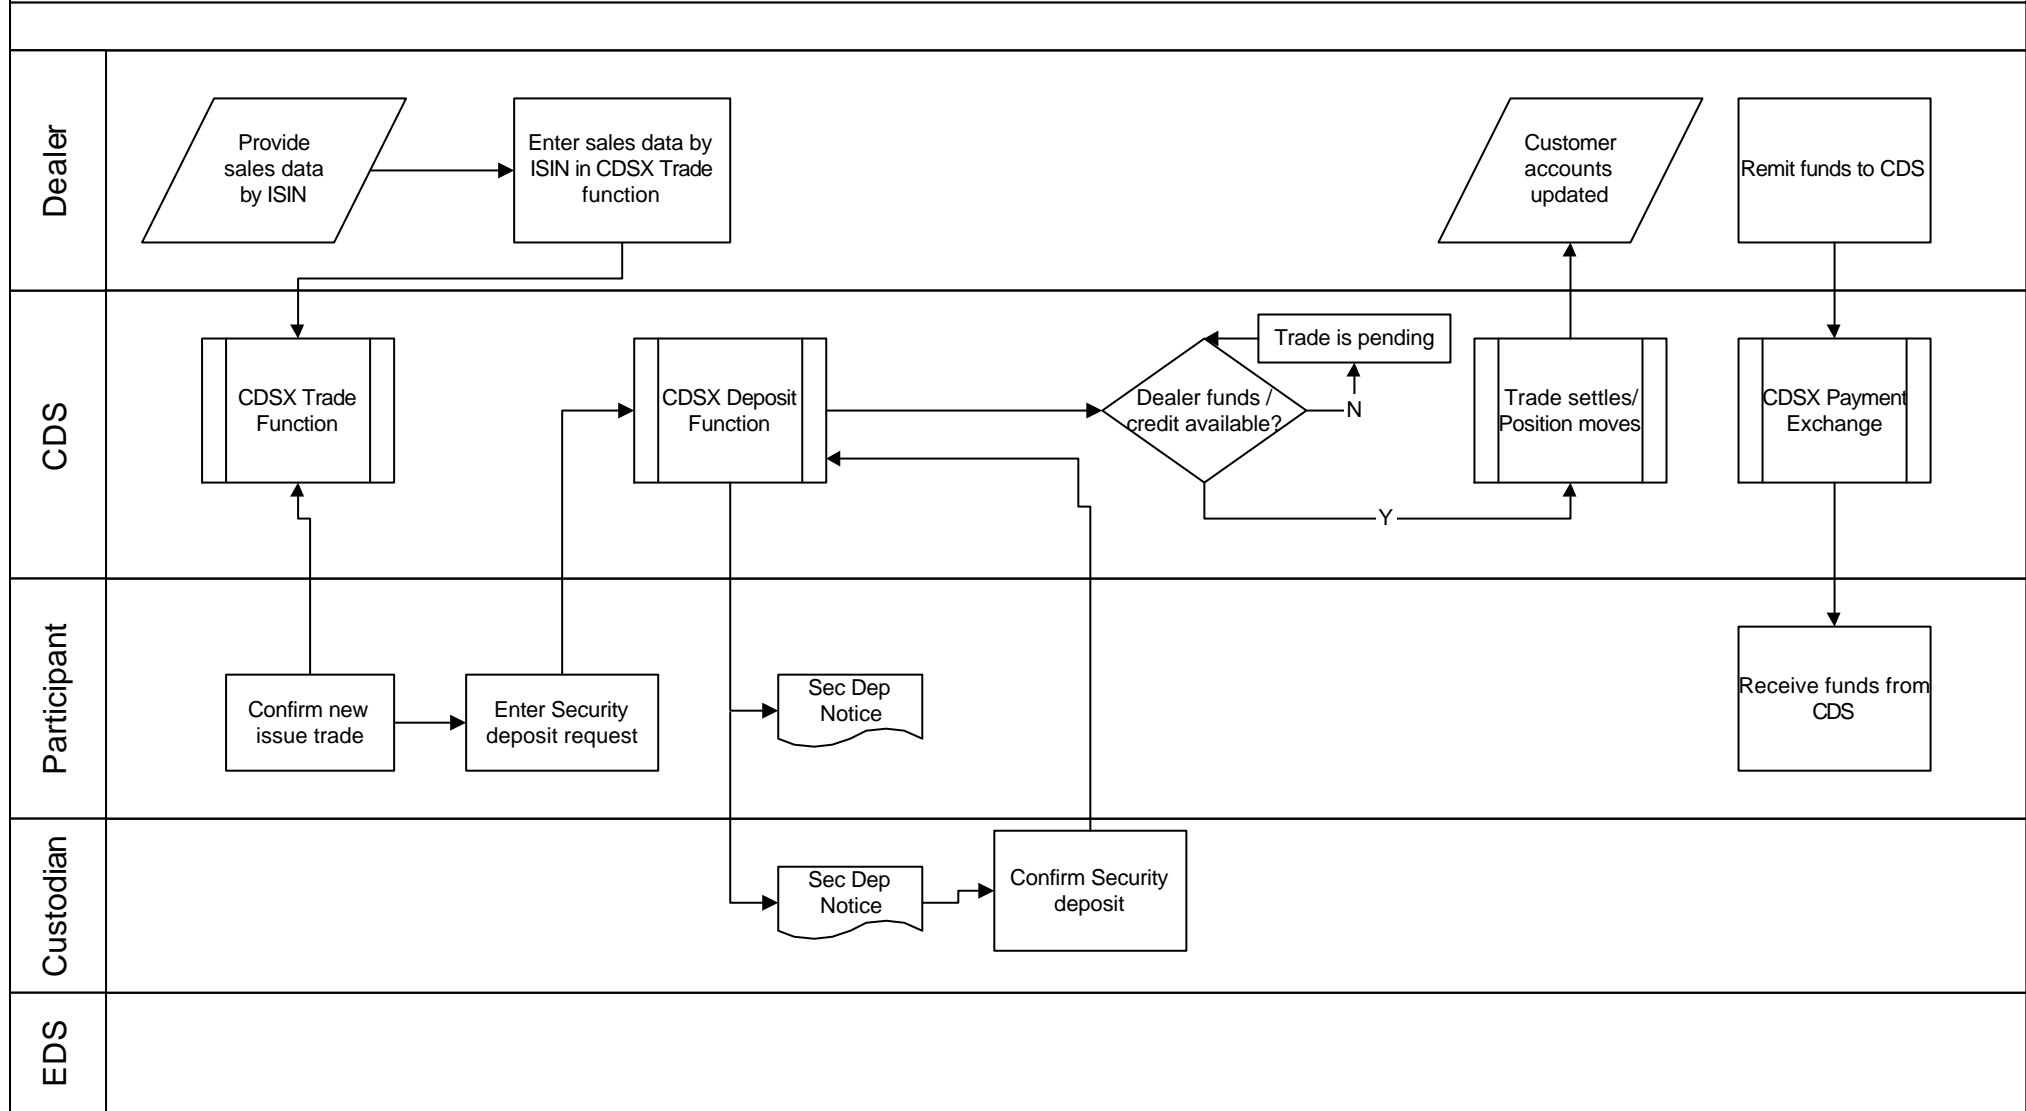 Dealer
Provide
sales data
by ISIN
Enter sales data by
ISIN in CDSX Trade
function
Customer
accounts
updated
Remit funds to CDS
CDS
CDSX Trade
Function
CDSX Deposit
Function
Dealer funds /
credit available?
Trade is pending
N
Y
Trade settles/
Position moves
CDSX Payment
Exchange
Participant
Confirm new
issue trade
Enter Security
deposit request
Sec Dep
Notice
Receive funds from
CDS
Custodian
Sec Dep
Notice
Confirm Security
deposit
EDS